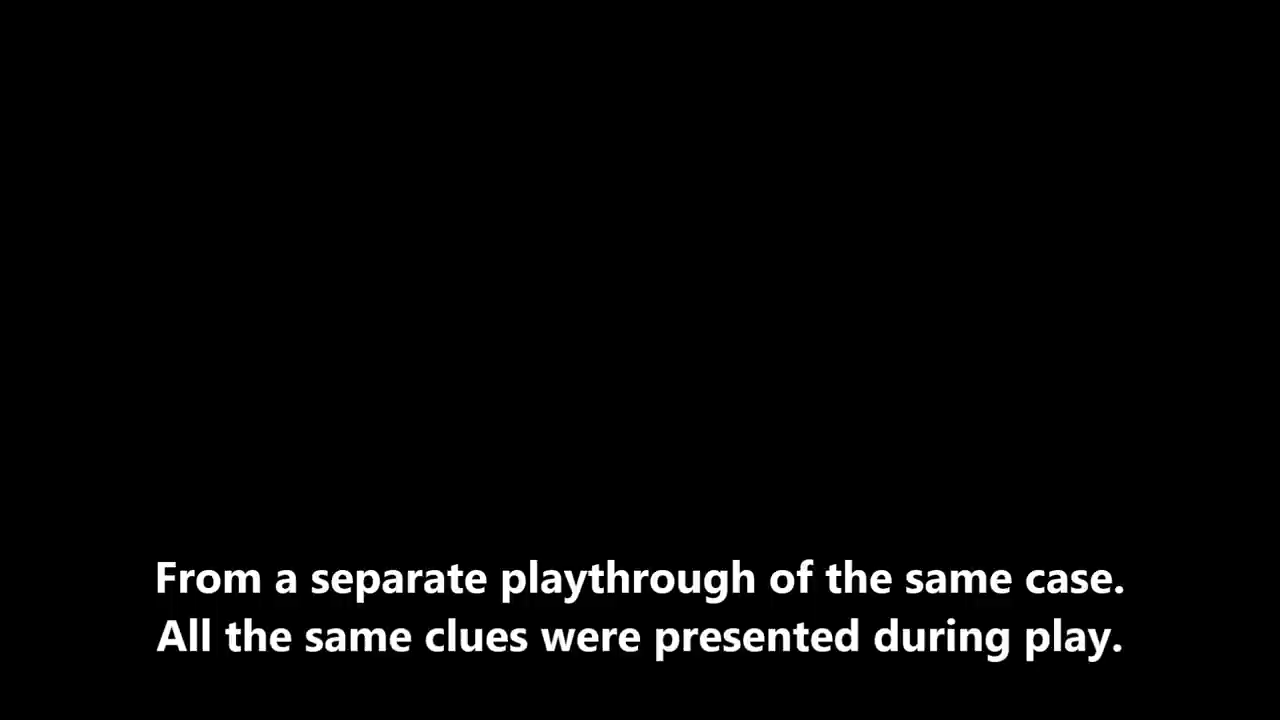 From a separate playthrough of the same case.
All the same clues were presented during play.